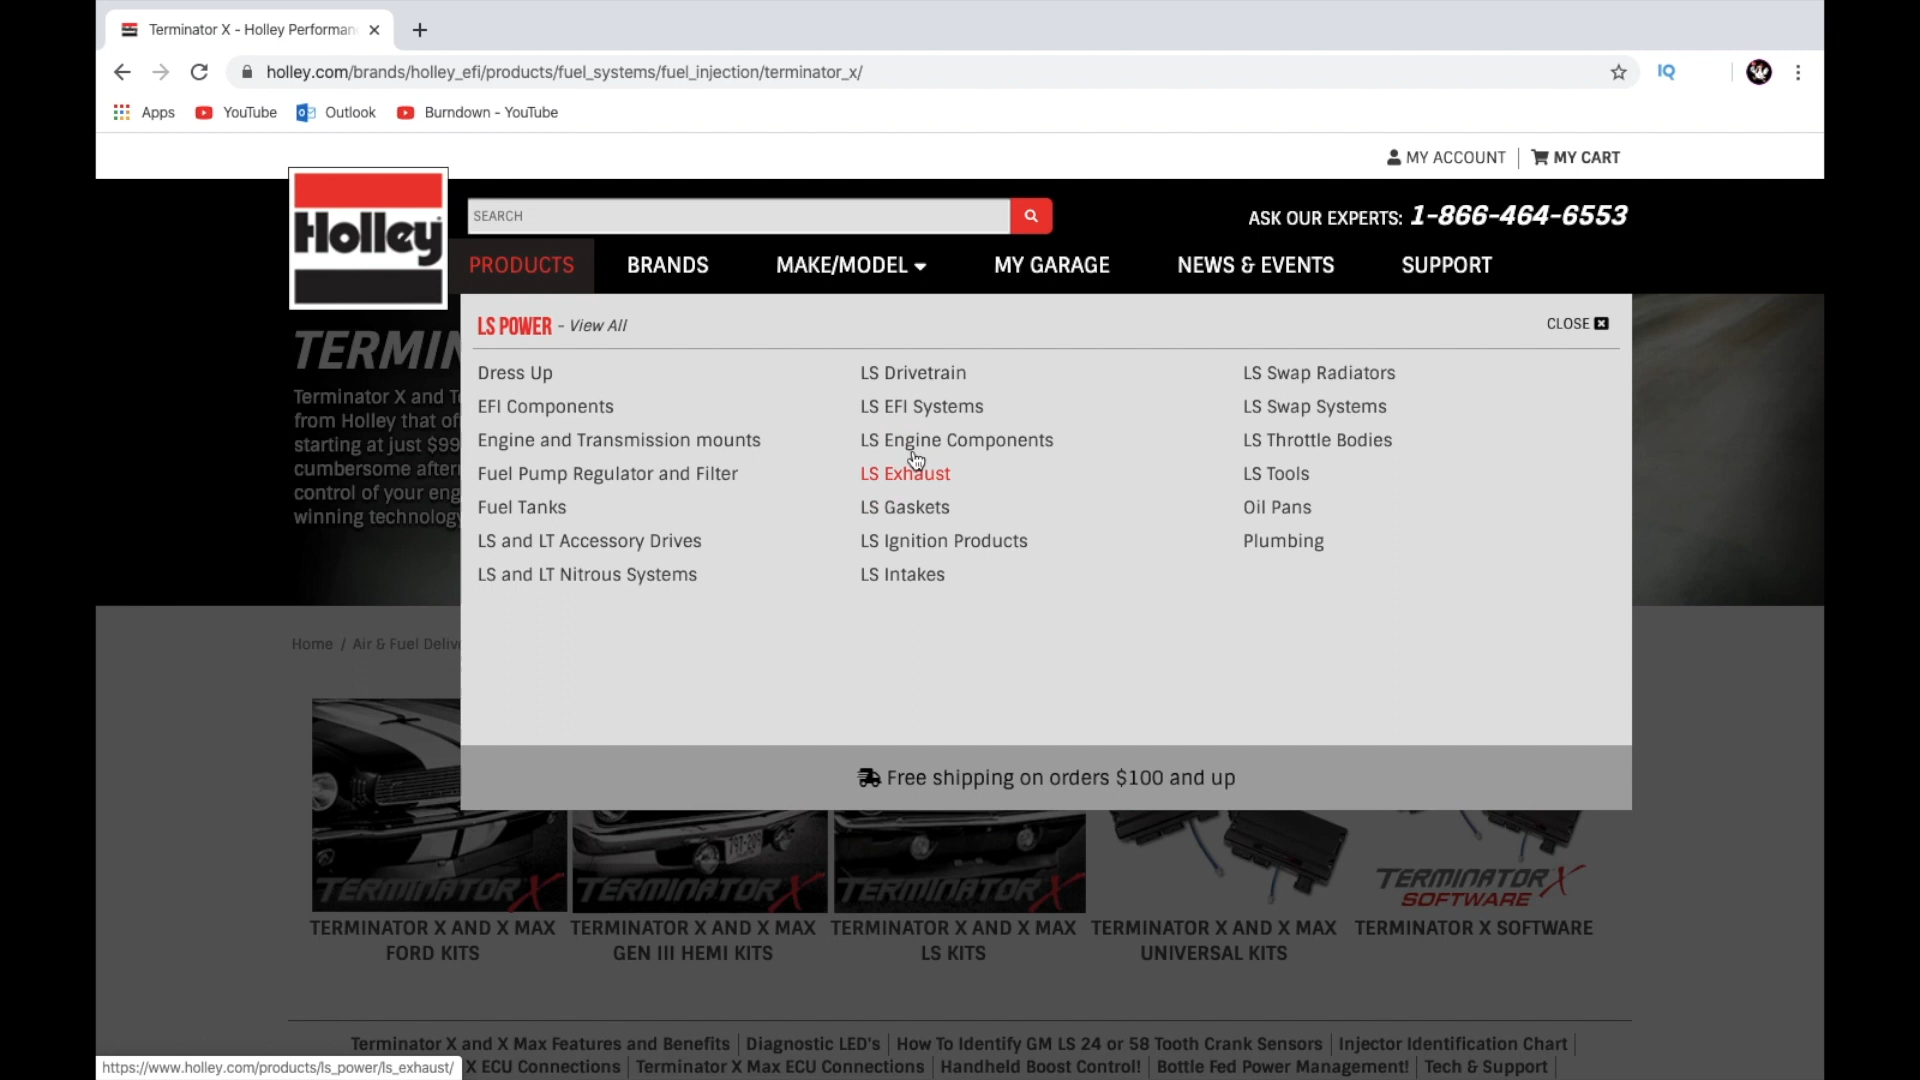 Terminator X - Holley Performan
holley.com/brands/holley_efi/products/fuel_systems/fuel_injection/terminator_x/
IQ
Apps YouTube Outlook Burndown - YouTube
MY ACCOUNT MY CART
Holley
SEARCH
ASK OUR EXPERTS: 1-866-464-6553
PRODUCTS BRANDS MAKE/MODEL MY GARAGE NEWS & EVENTS SUPPORT
LS POWER - View All
CLOSE
Dress Up
EFI Components
Engine and Transmission mounts
Fuel Pump Regulator and Filter
Fuel Tanks
LS and LT Accessory Drives
LS and LT Nitrous Systems
LS Drivetrain
LS EFI Systems
LS Engine Components
LS Exhaust
LS Gaskets
LS Ignition Products
LS Intakes
LS Swap Radiators
LS Swap Systems
LS Throttle Bodies
LS Tools
Oil Pans
Plumbing
Free shipping on orders $100 and up
TERMIN
Terminator X and T
from Holley that of
starting at just $99
cumbersome after
control of your eng
winning technology
Home / Air & Fuel Deliv
TERMINATOR X
TERMINATOR X
TERMINATOR X
TERMINATOR X
SOFTWARE
TERMINATOR X AND X MAX
FORD KITS
TERMINATOR X AND X MAX
GEN III HEMI KITS
TERMINATOR X AND X MAX
LS KITS
TERMINATOR X AND X MAX
UNIVERSAL KITS
TERMINATOR X SOFTWARE
Terminator X and X Max Features and Benefits | Diagnostic LED's | How To Identify GM LS 24 or 58 Tooth Crank Sensors | Injector Identification Chart |
X ECU Connections | Terminator X Max ECU Connections | Handheld Boost Control! | Bottle Fed Power Management! | Tech & Support |
https://www.holley.com/products/ls_power/ls_exhaust/